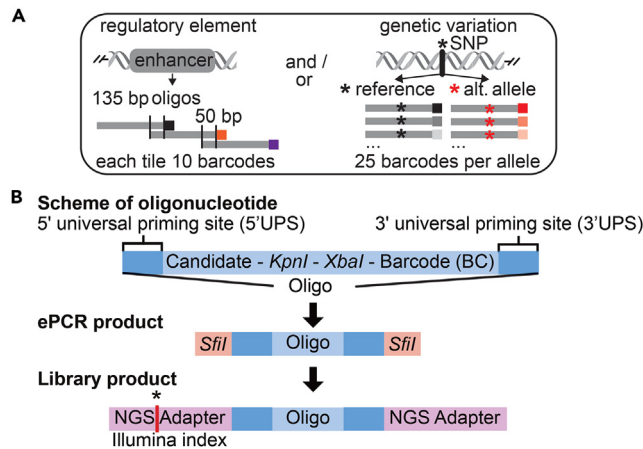 A
regulatory element
genetic variation
*SNP
enhancer
and /
or
* reference
* alt. allele
135 bp oligos
50 bp
* * 
* *
* *
... ...
each tile 10 barcodes
25 barcodes per allele
B
Scheme of oligonucleotide
5' universal priming site (5'UPS)
3' universal priming site (3'UPS)
Candidate - KpnI - XbaI - Barcode (BC)
Oligo
ePCR product
SfiI Oligo SfiI
Library product
*
NGS Adapter Oligo NGS Adapter
Illumina index